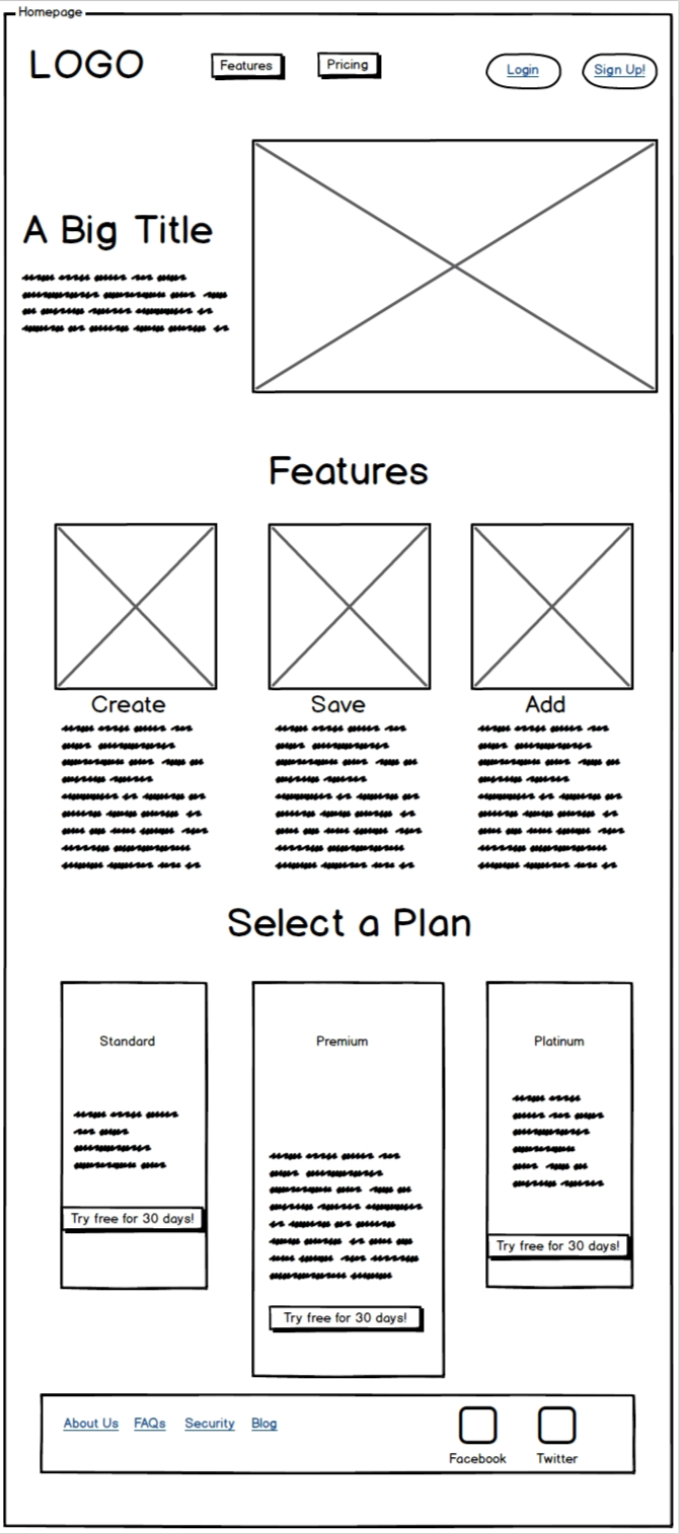 Homepage
LOGO
Features
Pricing
Login
Sign Up!
A Big Title
Features
Create
Save
Add
Select a Plan
Standard
Premium
Platinum
Try free for 30 days!
Try free for 30 days!
Try free for 30 days!
About Us FAQs Security Blog
Facebook
Twitter